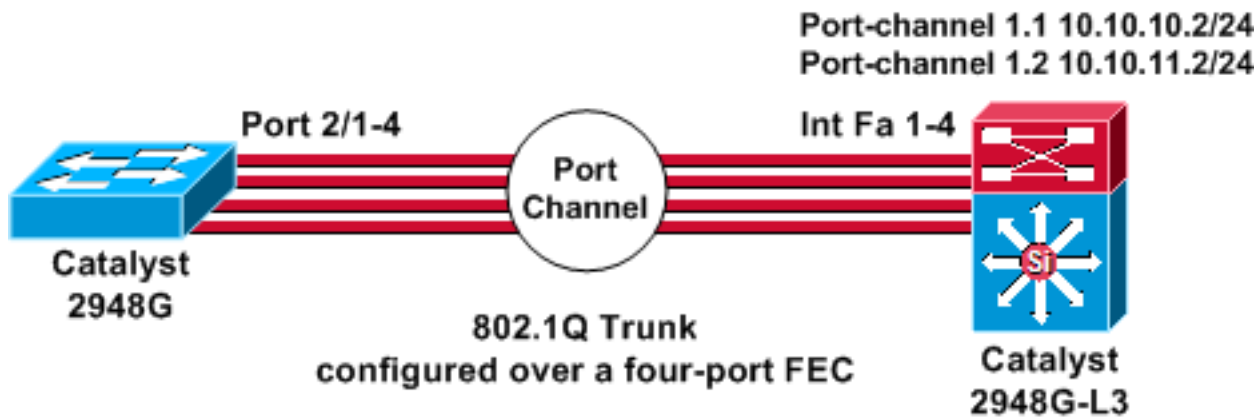 Port-channel 1.1 10.10.10.2/24
Port-channel 1.2 10.10.11.2/24
Port 2/1-4
Int Fa 1-4
Port
Channel
Si
Catalyst
2948G
802.1Q Trunk
configured over a four-port FEC
Catalyst
2948G-L3